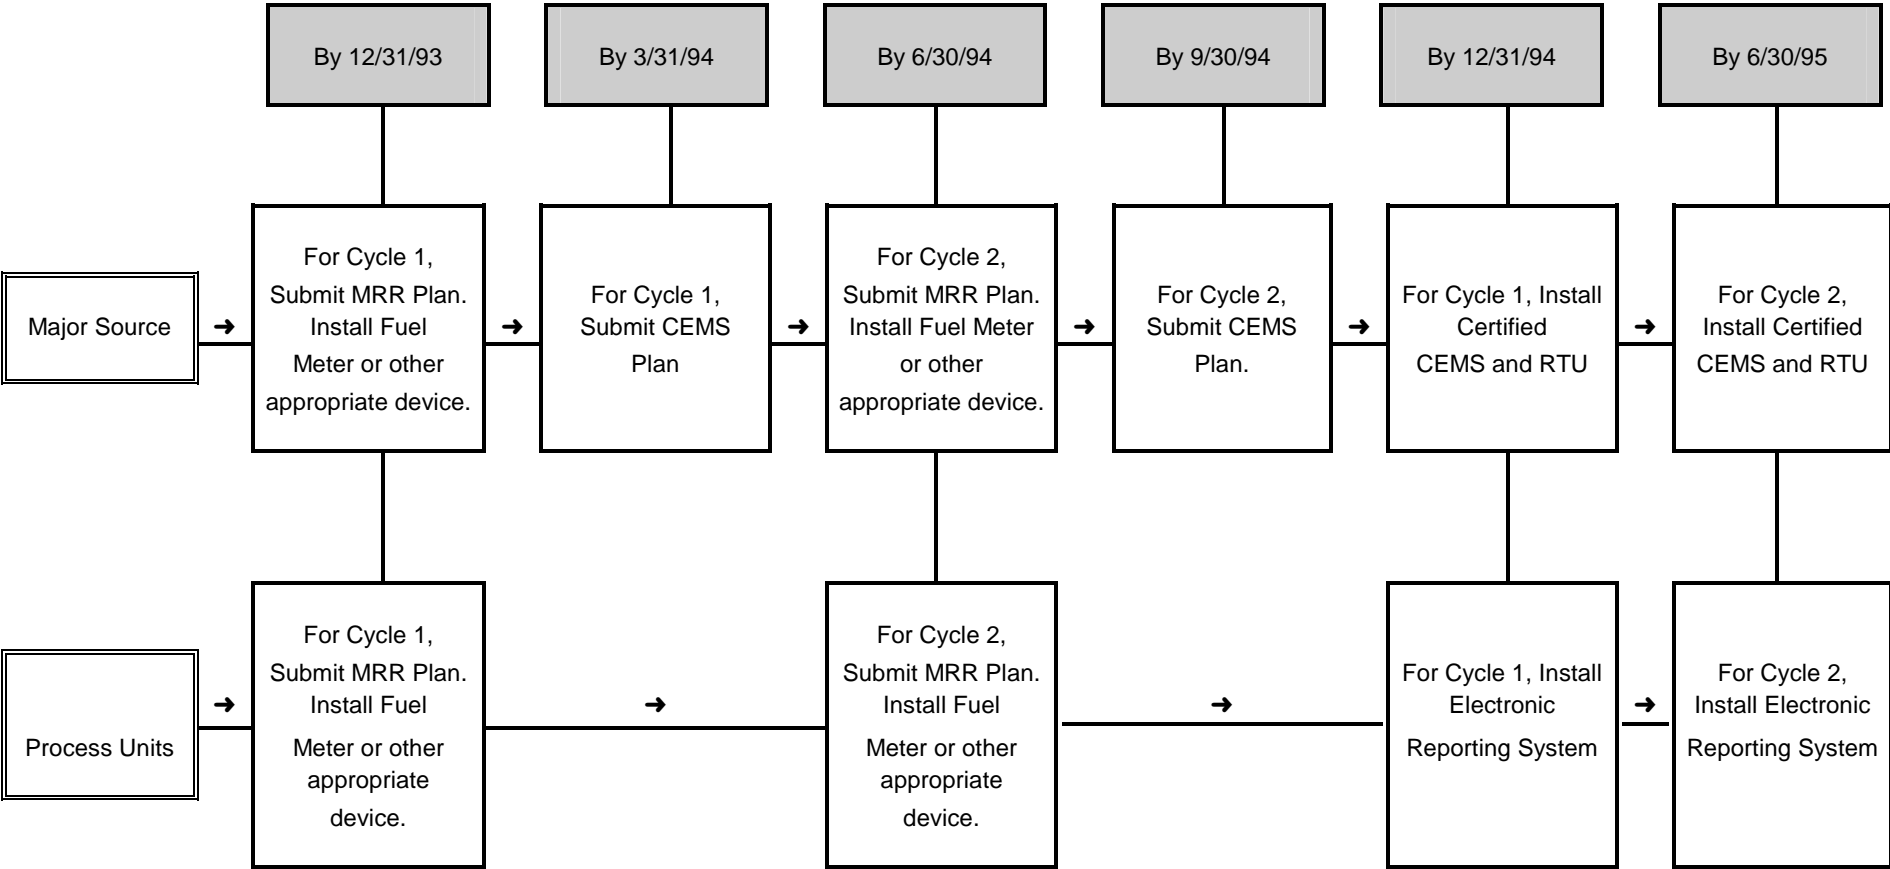 By 12/31/93
By 3/31/94
By 6/30/94
By 9/30/94
By 12/31/94
By 6/30/95
Major Source
For Cycle 1,
Submit MRR Plan.
Install Fuel
Meter or other
appropriate device.
For Cycle 1,
Submit CEMS
Plan
For Cycle 2,
Submit MRR Plan.
Install Fuel Meter
or other
appropriate device.
For Cycle 2,
Submit CEMS
Plan.
For Cycle 1, Install
Certified
CEMS and RTU
For Cycle 2,
Install Certified
CEMS and RTU
Process Units
For Cycle 1,
Submit MRR Plan.
Install Fuel
Meter or other
appropriate
device.
For Cycle 2,
Submit MRR Plan.
Install Fuel
Meter or other
appropriate
device.
For Cycle 1, Install
Electronic
Reporting System
For Cycle 2,
Install Electronic
Reporting System